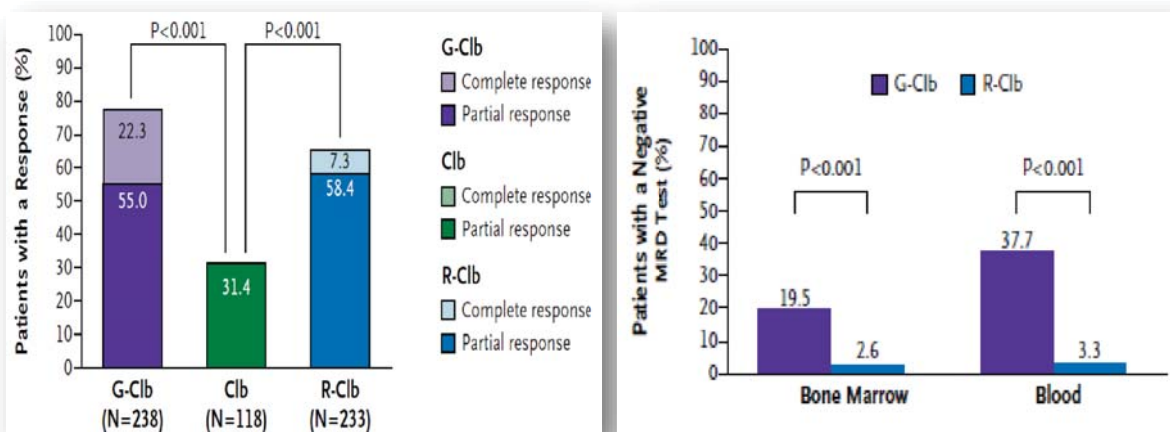 Patients with a Response (%)
100
90
80
70
60
50
40
30
20
10
0
P<0.001
P<0.001
22.3
55.0
31.4
7.3
58.4
G-Clb
(N=238)
Clb
(N=118)
R-Clb
(N=233)
G-Clb
Complete response
Partial response
Clb
Complete response
Partial response
R-Clb
Complete response
Partial response
Patients with a Negative
MRD Test (%)
100
90
80
70
60
50
40
30
20
10
0
G-Clb
R-Clb
P<0.001
P<0.001
19.5
2.6
37.7
3.3
Bone Marrow
Blood